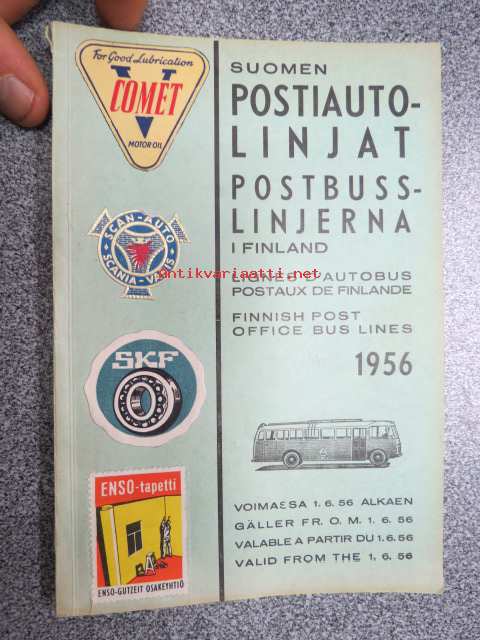 For Good Lubrication
COMET
MOTOR OIL
SCAN-AUTO
SCANIA-VABIS
SKF
ENSO-tapetti
ENSO-GUTZEIT OSAKEYHTIÖ
SUOMEN
POSTIAUTO-
LINJAT
POSTBUSS-
LINJERNA
I FINLAND
LIGNES D'AUTOBUS
POSTAUX DE FINLANDE
FINNISH POST
OFFICE BUS LINES
1956
VOIMASSA 1. 6. 56 ALKAEN
GÄLLER FR. O. M. 1. 6. 56
VALABLE A PARTIR DU 1. 6. 56
VALID FROM THE 1. 6. 56
antikvariaatti.net